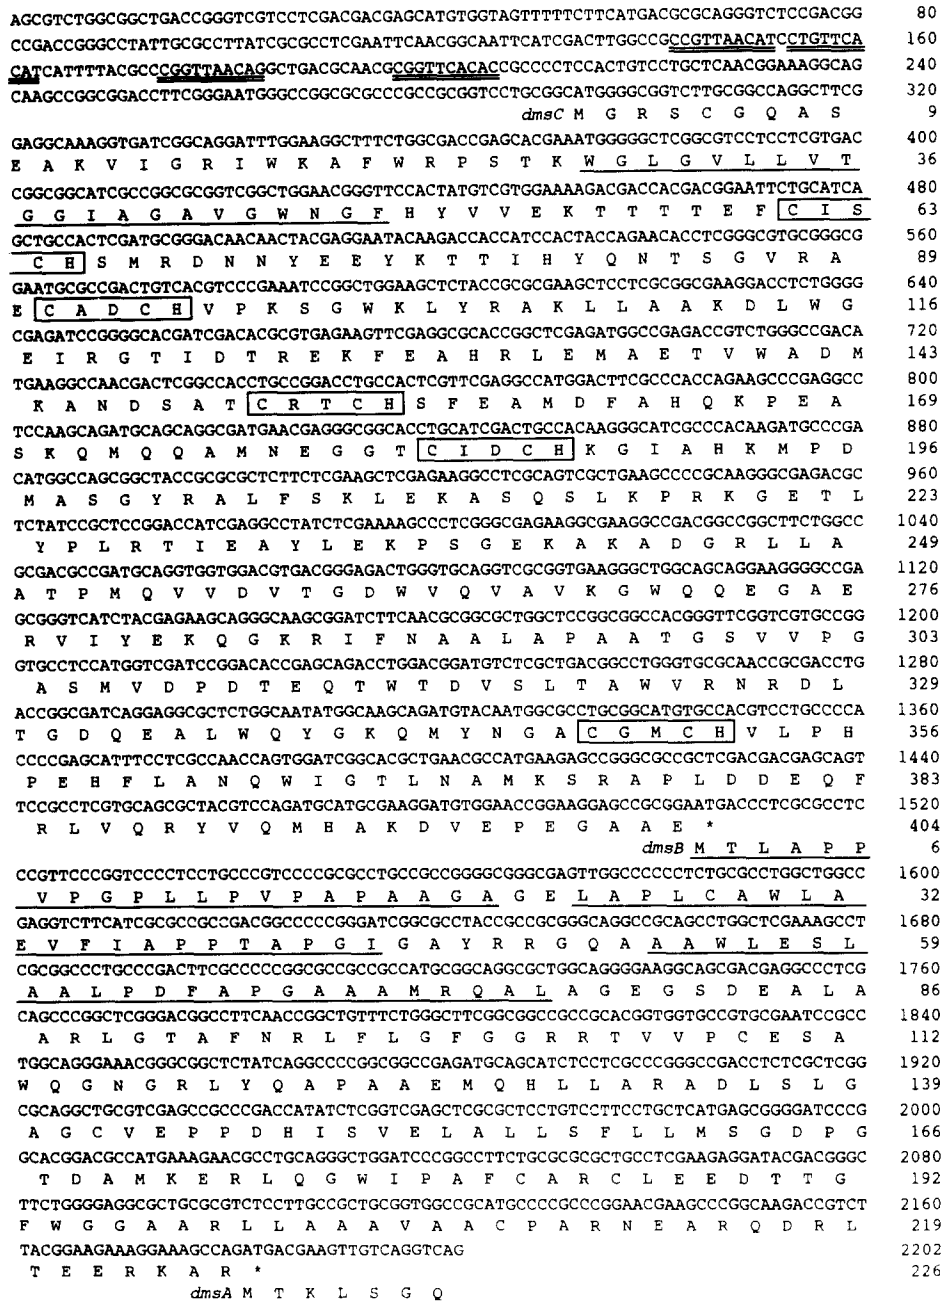 AGCGTCTGGCGGCTGACCGGGTCGTCCTCGACGACGAGCATGTGGTAGTTTTTCTTCATGACGCGCAGGGTCTCCGACGG 80
CCGACCGGGCCTATTGCGCCTTATCGCGCCTCGAATTCAACGGCAATTCATCGACTTGGCCGCCCGTTAACATCCTGTTCA 160
CATCATTTTACGCCCGGTTAACAGGCTGACGCAACGCGGTTCACACCGCCCCTCCACTGTCCTGCTCAACGGAAAGGCAG 240
CAAGCCGGCGGACCTTCGGGAATGGGCCGGCGCGCCCGCCGCGGTCCTGCGGCATGGGGCGGTCTTGCGGCCAGGCTTCG 320
dmsC M G R S C G Q A S 9
GAGGCAAAGGTGATCGGCAGGATTTGGAAGGCTTTCTGGCGACCGAGCACGAAATGGGGGCTCGGCGTCCTCCTCGTGAC 400
E A K V I G R I W K A F W R P S T K W G L G V L L V T 36
CGGCGGCATCGCCGGCGCGGTCGGCTGGAACGGGTTCCACTATGTCGTGGAAAAGACGACCACGACGGAATTCTGCATCA 480
G G I A G A V G W N G F H Y V V E K T T T T E F C I S 63
GCTGCCACTCGATGCGGGACAACAACTACGAGGAATACAAGACCACCATCCACTACCAGAACACCTCGGGCGTGCGGGCG 560
C H S M R D N N Y E E Y K T T I H Y Q N T S G V R A 89
GAATGCGCCGACTGTCACGTCCCGAAATCCGGCTGGAAGCTCTACCGCGCGAAGCTCCTCGCGGCGAAGGACCTCTGGGG 640
E C A D C H V P K S G W K L Y R A K L L A A K D L W G 116
CGAGATCCGGGGCACGATCGACACGCGTGAGAAGTTCGAGGCGCACCGGCTCGAGATGGCCGAGACCGTCTGGGCCGACA 720
E I R G T I D T R E K F E A H R L E M A E T V W A D M 143
TGAAGGCCAACGACTCGGCCACCTGCCGGACCTGCCACTCGTTCGAGGCCATGGACTTCGCCCACCAGAAGCCCGAGGCC 800
K A N D S A T C R T C H S F E A M D F A H Q K P E A 169
TCCAAGCAGATGCAGCAGGCGATGAACGAGGGCGGCACCTGCATCGACTGCCACAAGGGCATCGCCCACAAGATGCCCGA 880
S K Q M Q Q A M N E G G T C I D C H K G I A H K M P D 196
CATGGCCAGCGGCTACCGCGCGCTCTTCTCGAAGCTCGAGAAGGCCTCGCAGTCGCTGAAGCCCCGCAAGGGCGAGACGC 960
M A S G Y R A L F S K L E K A S Q S L K P R K G E T L 223
TCTATCCGCTCCGGACCATCGAGGCCTATCTCGAAAAGCCCTCGGGCGAGAAGGCGAAGGCCGACGGCCGGCTTCTGGCC 1040
Y P L R T I E A Y L E K P S G E K A K A D G R L L A 249
GCGACGCCGATGCAGGTGGTGGACGTGACGGGAGACTGGGTGCAGGTCGCGGTGAAGGGCTGGCAGCAGGAAGGGGCCGA 1120
A T P M Q V V D V T G D W V Q V A V K G W Q Q E G A E 276
GCGGGTCATCTACGAGAAGCAGGGCAAGCGGATCTTCAACGCGGCGCTGGCTCCGGCGGCCACGGGTTCGGTCGTGCCGG 1200
R V I Y E K Q G K R I F N A A L A P A A T G S V V P G 303
GTGCCTCCATGGTCGATCCGGACACCGAGCAGACCTGGACGGATGTCTCGCTGACGGCCTGGGTGCGCAACCGCGACCTG 1280
A S M V D P D T E Q T W T D V S L T A W V R N R D L 329
ACCGGCGATCAGGAGGCGCTCTGGCAATATGGCAAGCAGATGTACAATGGCGCCTGCGGCATGTGCCACGTCCTGCCCCA 1360
T G D Q E A L W Q Y G K Q M Y N G A C G M C H V L P H 356
CCCCGAGCATTTCCTCGCCAACCAGTGGATCGGCACGCTGAACGCCATGAAGAGCCGGGCGCCGCTCGACGACGAGCAGT 1440
P E H F L A N Q W I G T L N A M K S R A P L D D E Q F 383
TCCGCCTCGTGCAGCGCTACGTCCAGATGCATGCGAAGGATGTGGAACCGGAAGGAGCCGCGGAATGACCCTCGCGCCTC 1520
R L V Q R Y V Q M H A K D V E P E G A A E * 404
dmsB M T L A P P 6
CCGTTCCCGGTCCCCTCCTGCCCGTCCCCGCGCCTGCCGCCGGGGCGGGCGAGTTGGCCCCCCTCTGCGCCTGGCTGGCC 1600
V P G P L L P V P A P A A G A G E L A P L C A W L A 32
GAGGTCTTCATCGCGCCGCCGACGGCCCCCGGGATCGGCGCCTACCGCCGCGGGCAGGCCGCAGCCTGGCTCGAAAGCCT 1680
E V F I A P P T A P G I G A Y R R G Q A A A W L E S L 59
CGCGGCCCTGCCCGACTTCGCCCCCGGCGCCGCCGCCATGCGGCAGGCGCTGGCAGGGGAAGGCAGCGACGAGGCCCTCG 1760
A A L P D F A P G A A A M R Q A L A G E G S D E A L A 86
CAGCCCGGCTCGGGACGGCCTTCAACCGGCTGTTTCTGGGCTTCGGCGGCCGCCGCACGGTGGTGCCGTGCGAATCCGCC 1840
A R L G T A F N R L F L G F G G R R T V V P C E S A 112
TGGCAGGGAAACGGGCGGCTCTATCAGGCCCCGGCGGCCGAGATGCAGCATCTCCTCGCCCGGGCCGACCTCTCGCTCGG 1920
W Q G N G R L Y Q A P A A E M Q H L L A R A D L S L G 139
CGCAGGCTGCGTCGAGCCGCCCGACCATATCTCGGTCGAGCTCGCGCTCCTGTCCTTCCTGCTCATGAGCGGGGATCCCG 2000
A G C V E P P D H I S V E L A L L S F L L M S G D P G 166
GCACGGACGCCATGAAAGAACGCCTGCAGGGCTGGATCCCGGCCTTCTGCGCGCGCTGCCTCGAAGAGGATACGACGGGC 2080
T D A M K E R L Q G W I P A F C A R C L E E D T T G 192
TTCTGGGGAGGCGCTGCGCGTCTCCTTGCCGCTGCGGTGGCCGCATGCCCCGCCCGGAACGAAGCCCGGCAAGACCGTCT 2160
F W G G A A R L L A A A V A A C P A R N E A R Q D R L 219
TACGGAAGAAAGGAAAGCCAGATGACGAAGTTGTCAGGTCAG 2202
T E E R K A R * 226
dmsA M T K L S G Q